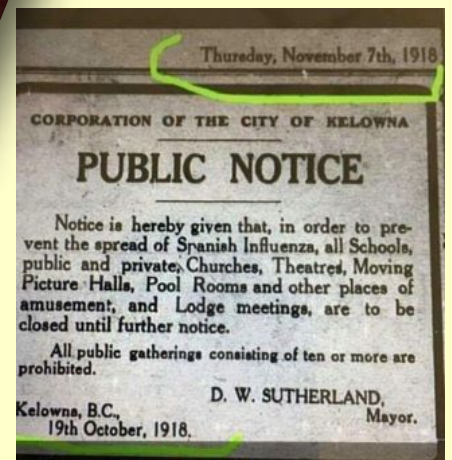 Thursday, November 7th, 1918
CORPORATION OF THE CITY OF KELOWNA
PUBLIC NOTICE
Notice is hereby given that, in order to pre-
vent the spread of Spanish Influenza, all Schools,
public and private, Churches, Theatres, Moving
Picture Halls, Pool Rooms and other places of
amusement, and Lodge meetings, are to be
closed until further notice.
All public gatherings consisting of ten or more are
prohibited.
D. W. SUTHERLAND,
Mayor.
Kelowna, B.C.,
19th October, 1918.